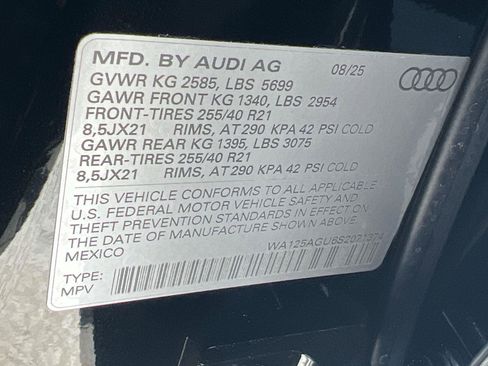 MFD. BY AUDI AG 08/25
GVWR KG 2585, LBS 5699
GAWR FRONT KG 1340, LBS 2954
FRONT-TIRES 255/40 R21
8,5JX21 RIMS, AT 290 KPA 42 PSI COLD
GAWR REAR KG 1395, LBS 3075
REAR-TIRES 255/40 R21
8,5JX21 RIMS, AT 290 KPA 42 PSI COLD
THIS VEHICLE CONFORMS TO ALL APPLICABLE
U.S. FEDERAL MOTOR VEHICLE SAFETY AND
THEFT PREVENTION STANDARDS IN EFFECT ON
THE DATE OF MANUFACTURE SHOWN ABOVE
MEXICO WA125AGU6S2071374
TYPE:
MPV